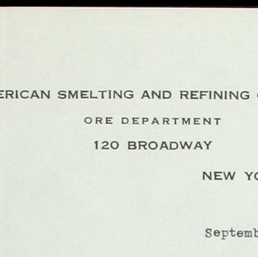 ERICAN SMELTING AND REFINING
ORE DEPARTMENT
120 BROADWAY
NEW YO
Septemb